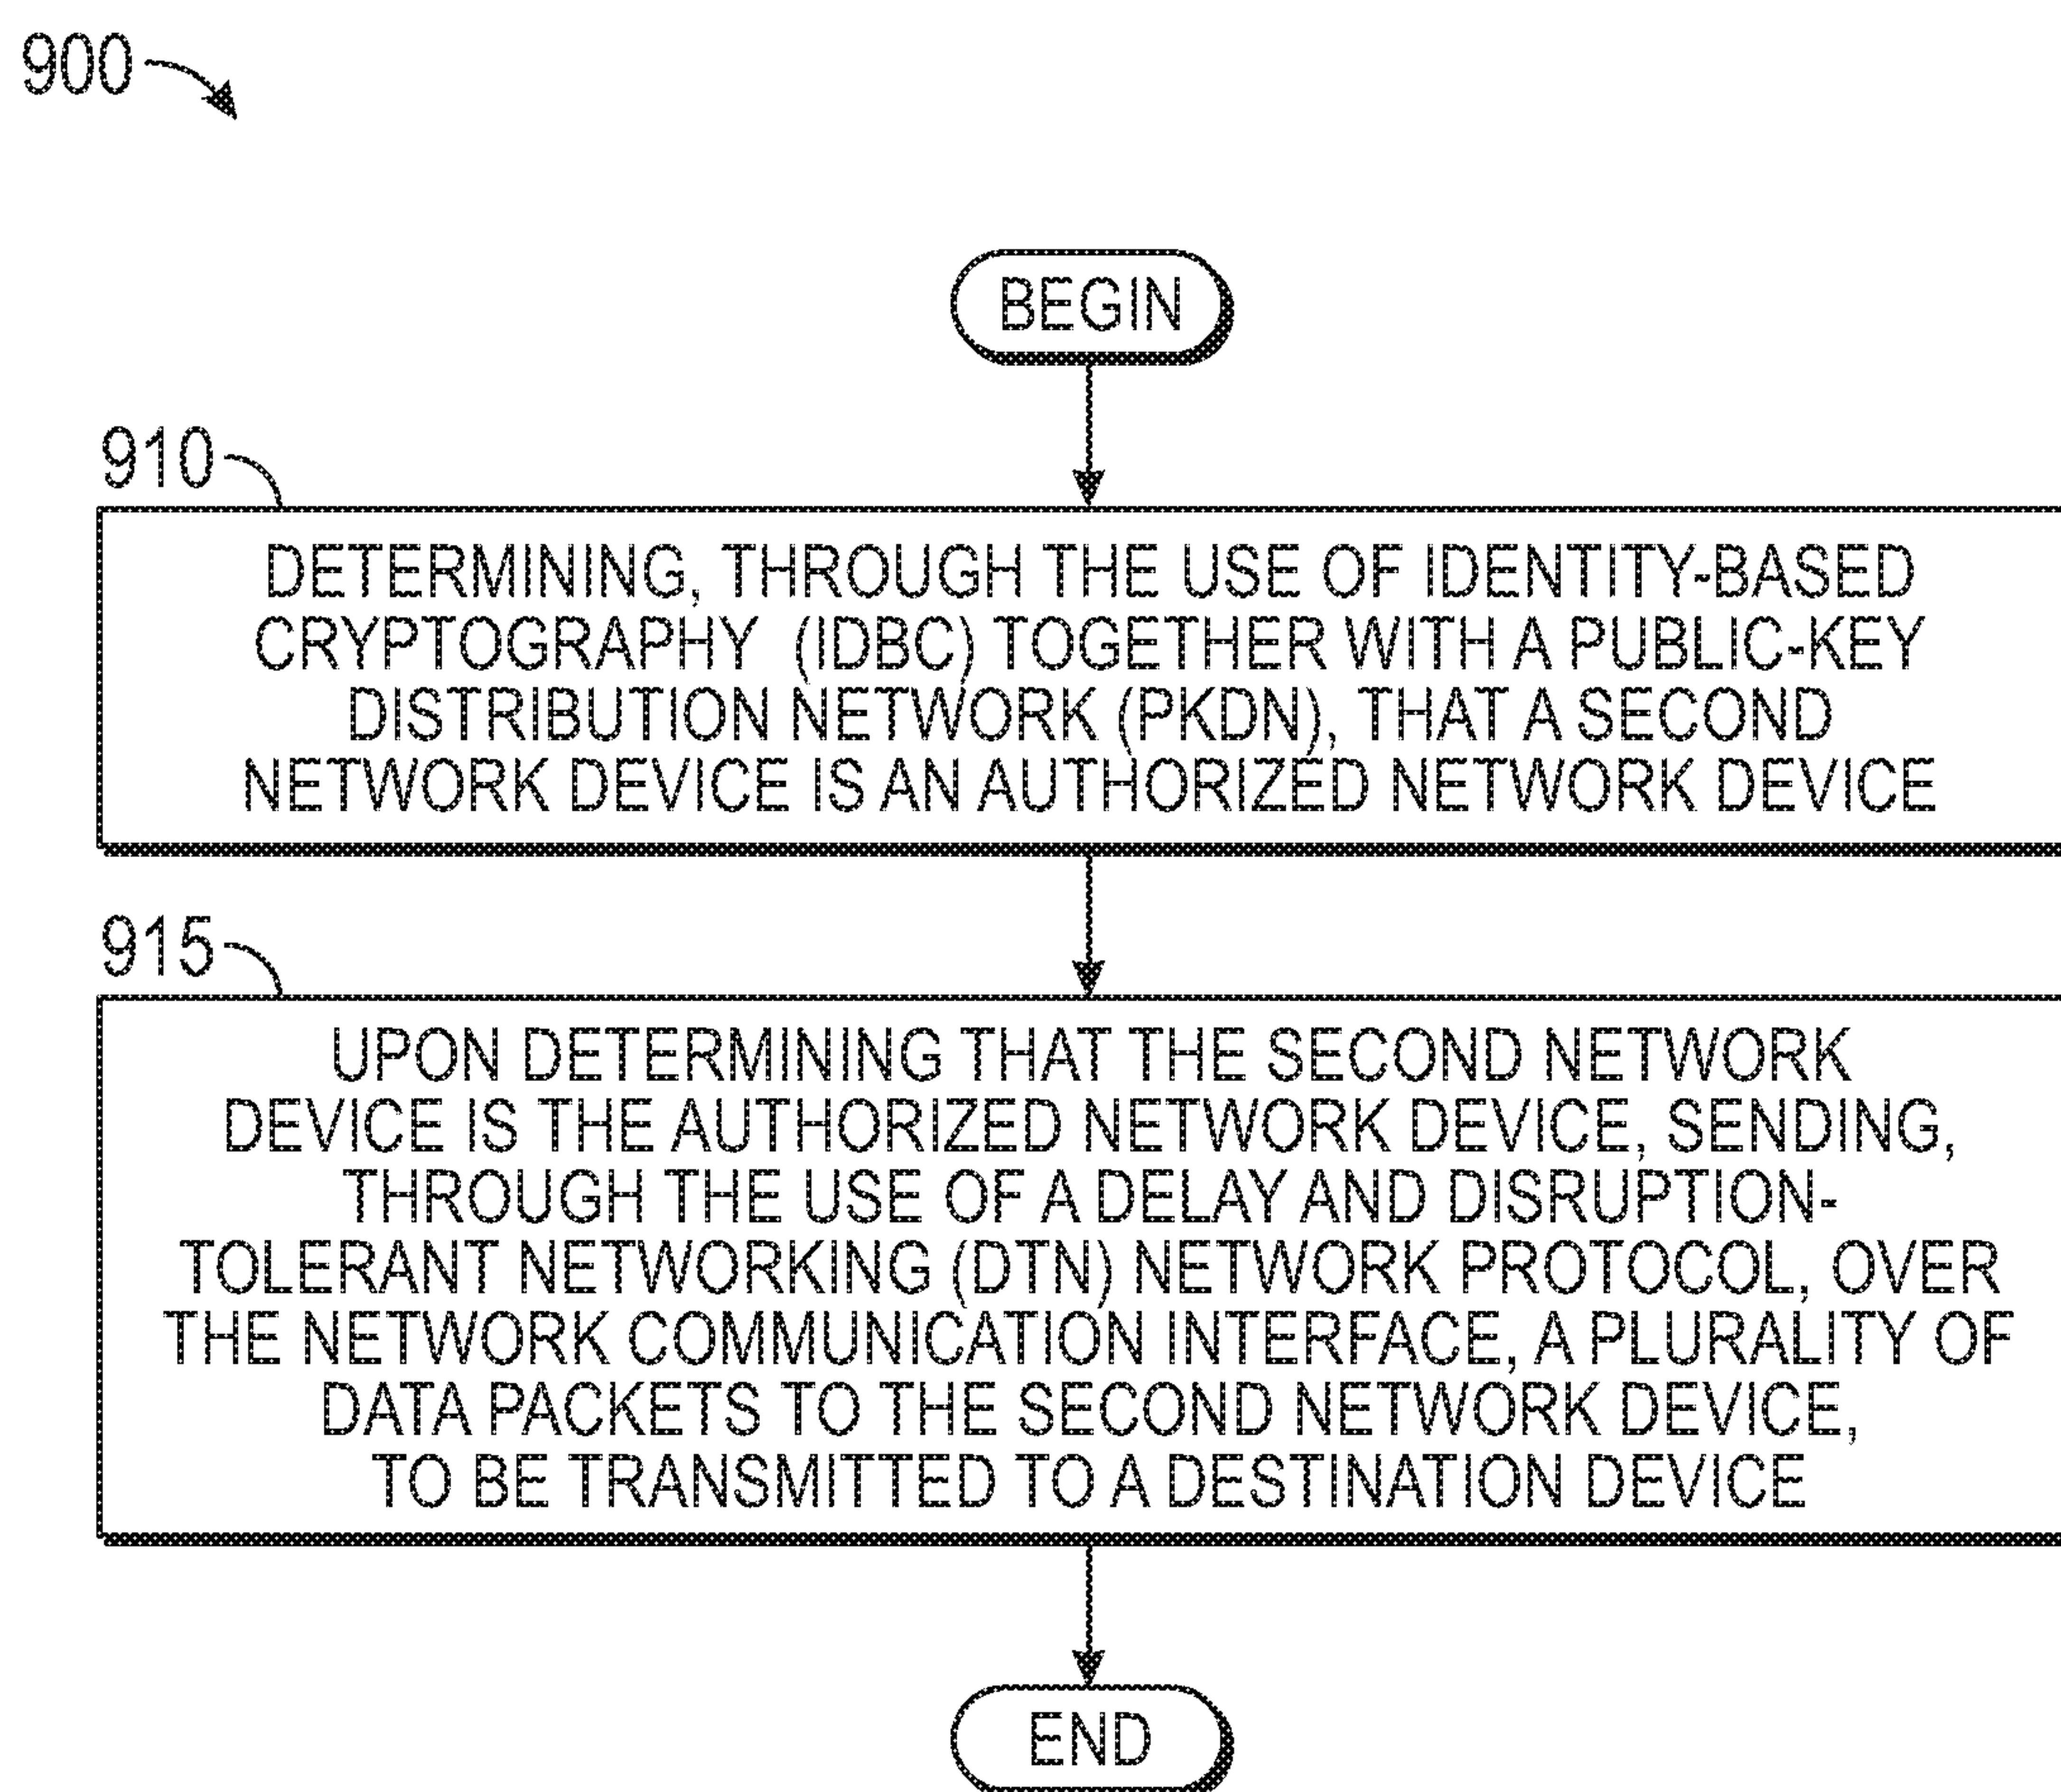 900
BEGIN
910
DETERMINING, THROUGH THE USE OF IDENTITY-BASED
CRYPTOGRAPHY (IDBC) TOGETHER WITH A PUBLIC-KEY
DISTRIBUTION NETWORK (PKDN), THAT A SECOND
NETWORK DEVICE IS AN AUTHORIZED NETWORK DEVICE
915
UPON DETERMINING THAT THE SECOND NETWORK
DEVICE IS THE AUTHORIZED NETWORK DEVICE, SENDING,
THROUGH THE USE OF A DELAY AND DISRUPTION-
TOLERANT NETWORKING (DTN) NETWORK PROTOCOL, OVER
THE NETWORK COMMUNICATION INTERFACE, A PLURALITY OF
DATA PACKETS TO THE SECOND NETWORK DEVICE,
TO BE TRANSMITTED TO A DESTINATION DEVICE
END